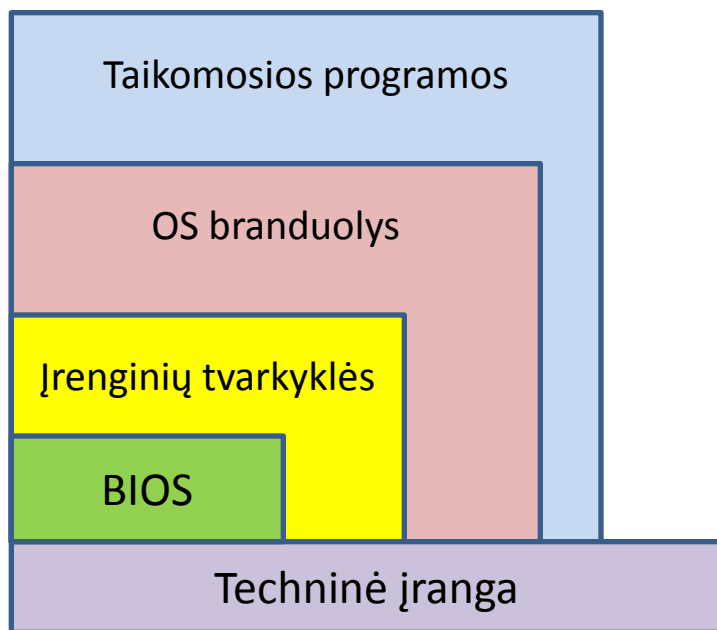 Taikomosios programos
OS branduolys
Įrenginių tvarkyklės
BIOS
Techninė įranga